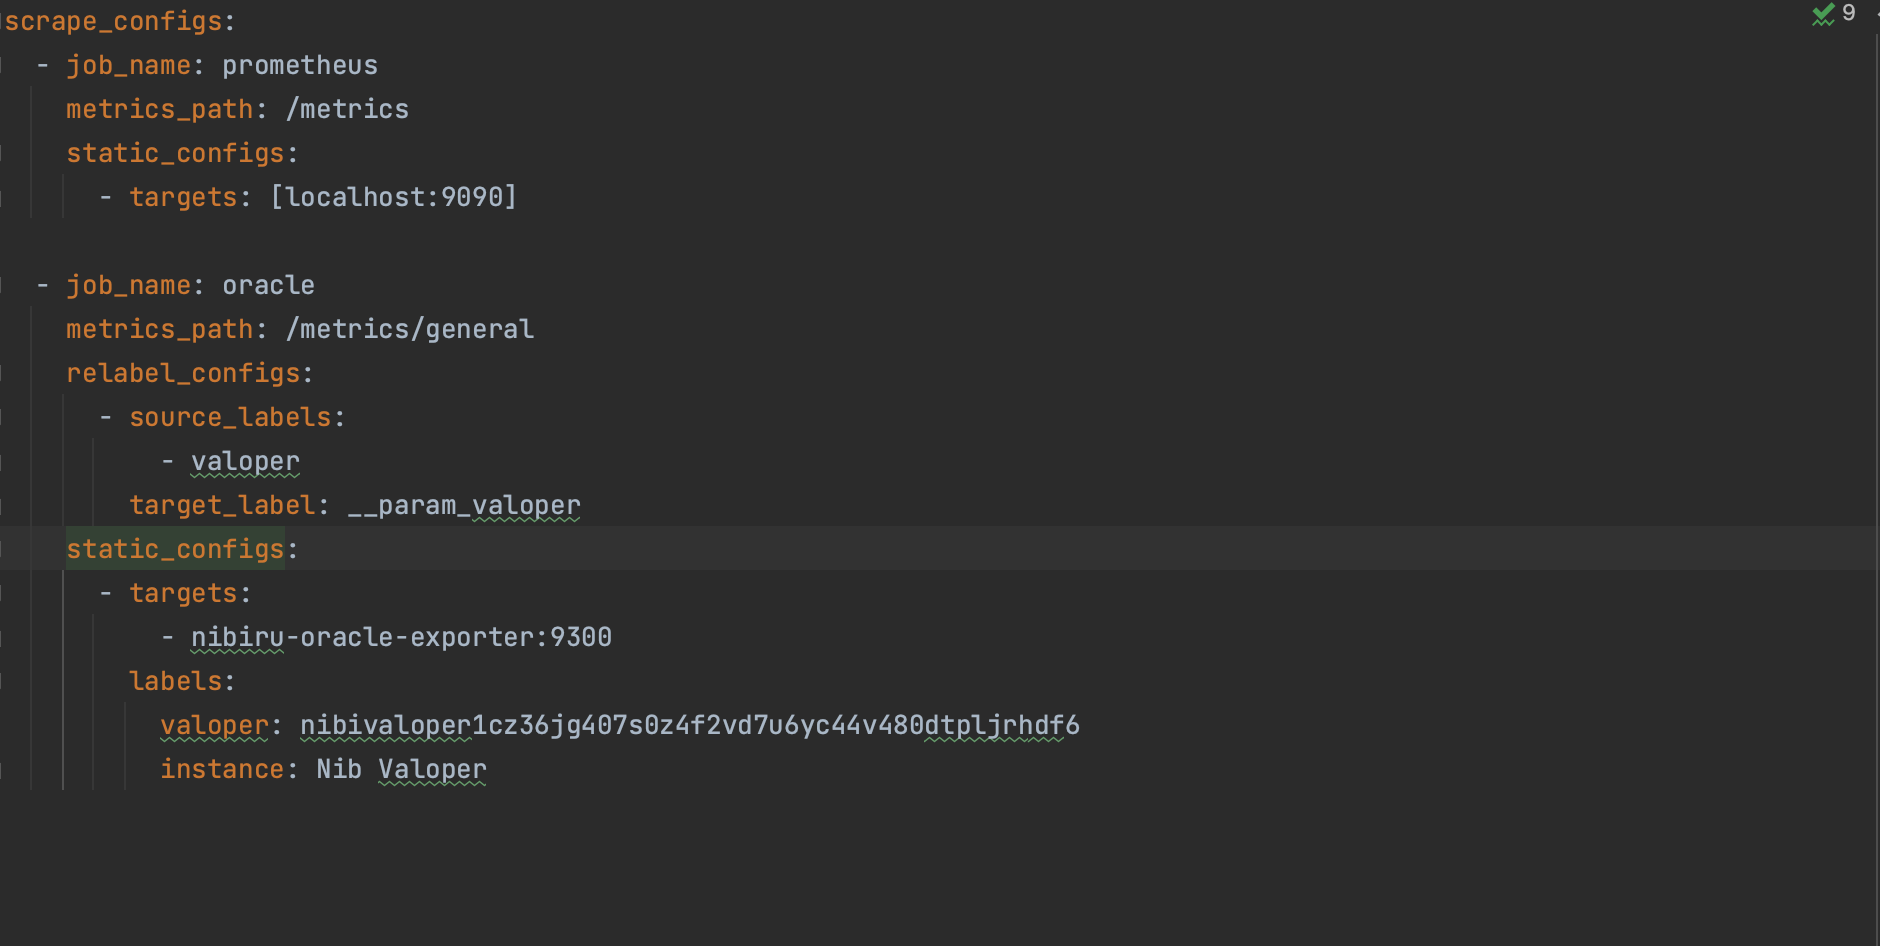 scrape_configs:
  - job_name: prometheus
    metrics_path: /metrics
    static_configs:
      - targets: [localhost:9090]

  - job_name: oracle
    metrics_path: /metrics/general
    relabel_configs:
      - source_labels:
          - valoper
        target_label: __param_valoper
    static_configs:
      - targets:
          - nibiru-oracle-exporter:9300
        labels:
          valoper: nibivaloper1cz36jg407s0z4f2vd7u6yc44v480dtpljrhdf6
          instance: Nib Valoper
9